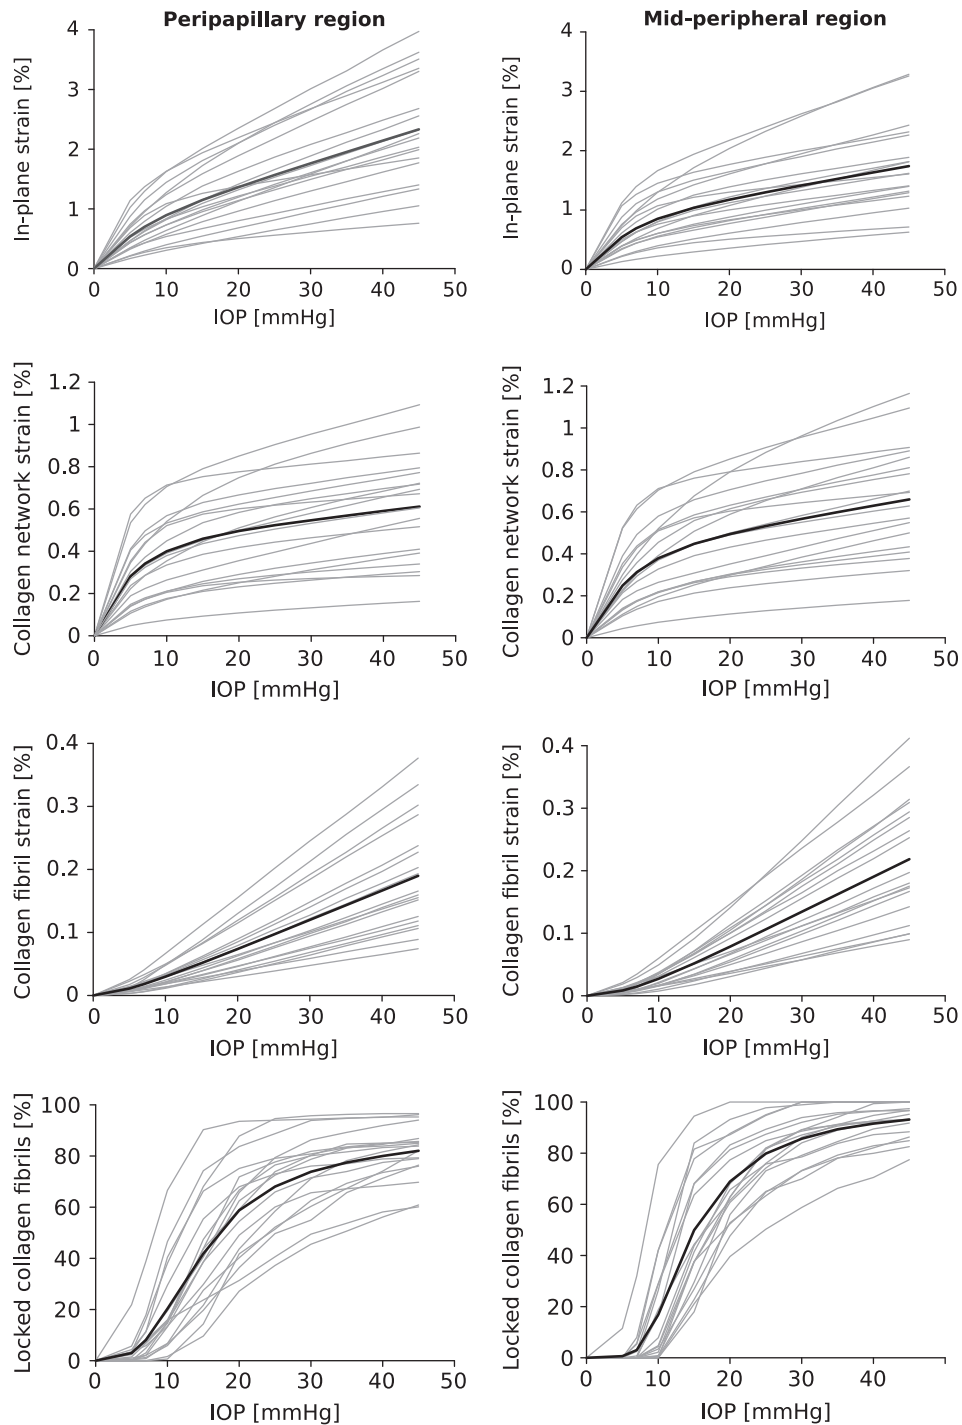 Peripapillary region
Mid-peripheral region
In-plane strain [%]
4
3
2
1
0
0 10 20 30 40 50
IOP [mmHg]
In-plane strain [%]
4
3
2
1
0
0 10 20 30 40 50
IOP [mmHg]
Collagen network strain [%]
1.2
1
0.8
0.6
0.4
0.2
0
0 10 20 30 40 50
IOP [mmHg]
Collagen network strain [%]
1.2
1
0.8
0.6
0.4
0.2
0
0 10 20 30 40 50
IOP [mmHg]
Collagen fibril strain [%]
0.4
0.3
0.2
0.1
0
0 10 20 30 40 50
IOP [mmHg]
Collagen fibril strain [%]
0.4
0.3
0.2
0.1
0
0 10 20 30 40 50
IOP [mmHg]
Locked collagen fibrils [%]
100
80
60
40
20
0
0 10 20 30 40 50
IOP [mmHg]
Locked collagen fibrils [%]
100
80
60
40
20
0
0 10 20 30 40 50
IOP [mmHg]